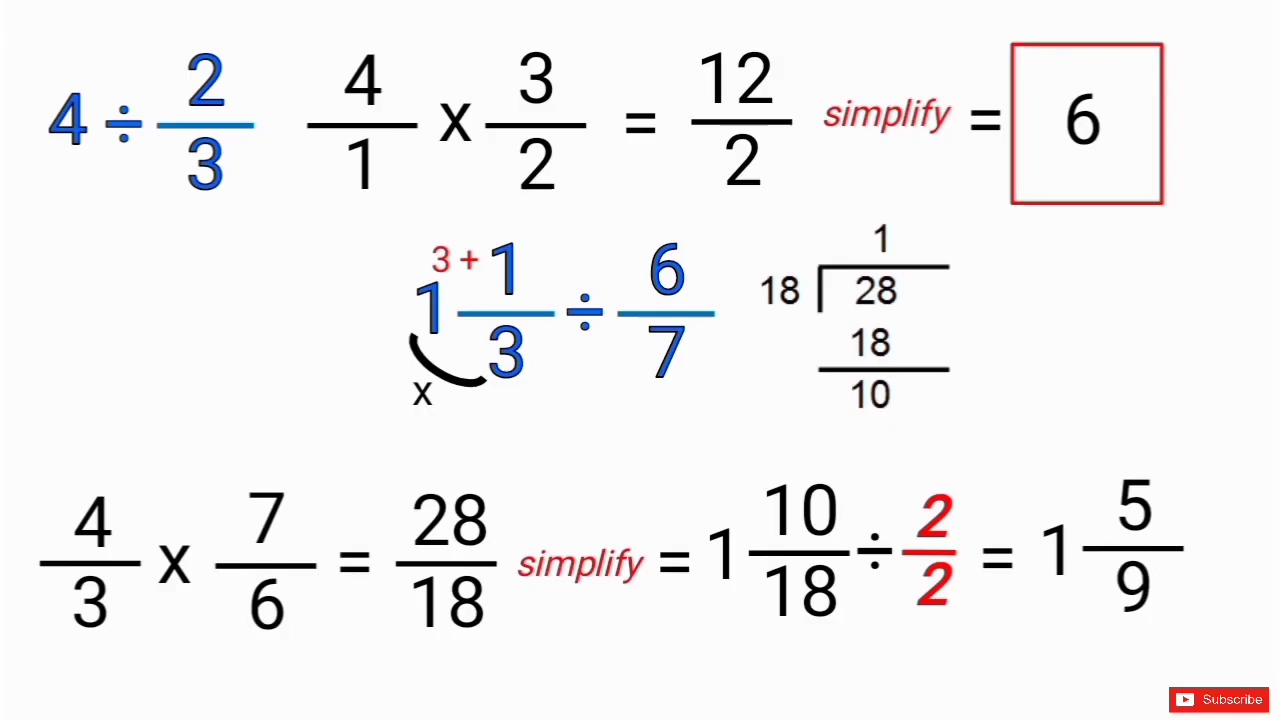 4 ÷ 2/3 4/1 x 3/2 = 12/2 simplify = 6
3 +
1 1/3 ÷ 6/7
x
1
18 28
18
10
4/3 x 7/6 = 28/18 simplify = 1 10/18 ÷ 2/2 = 1 5/9
Subscribe